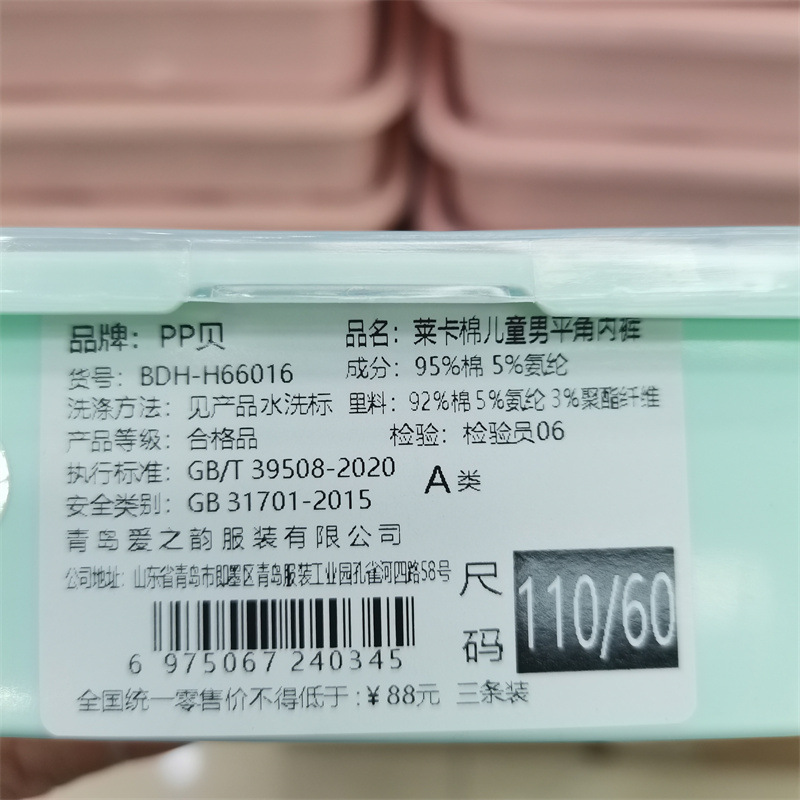 品牌：PP贝 品名：莱卡棉儿童男平角内裤
货号：BDH-H66016 成分：95%棉 5%氨纶
洗涤方法：见产品水洗标 里料：92%棉 5%氨纶 3%聚酯纤维
产品等级：合格品 检验：检验员06
执行标准：GB/T 39508-2020
安全类别：GB 31701-2015 A类
青岛爱之韵服装有限公司
公司地址：山东省青岛市即墨区青岛服装工业园孔雀河四路58号
尺码 110/60
6 975067 240345
全国统一零售价不得低于：¥88元 三条装